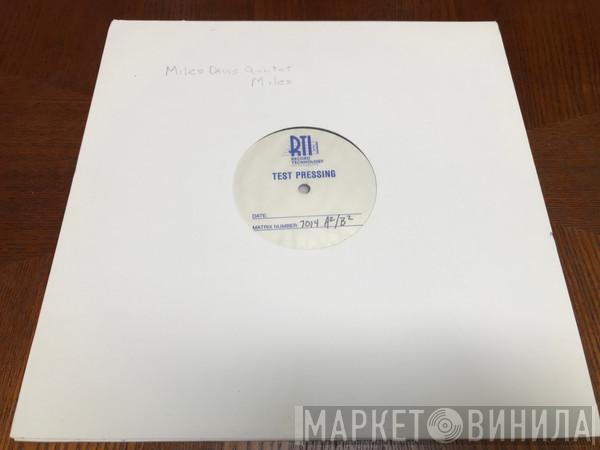 Miles Davis Quintet
Miles
RTI
RECORD
TECHNOLOGY
TEST PRESSING
DATE:
MATRIX NUMBER: 7014 A²/B²
МАРКЕТ ВИНИЛА